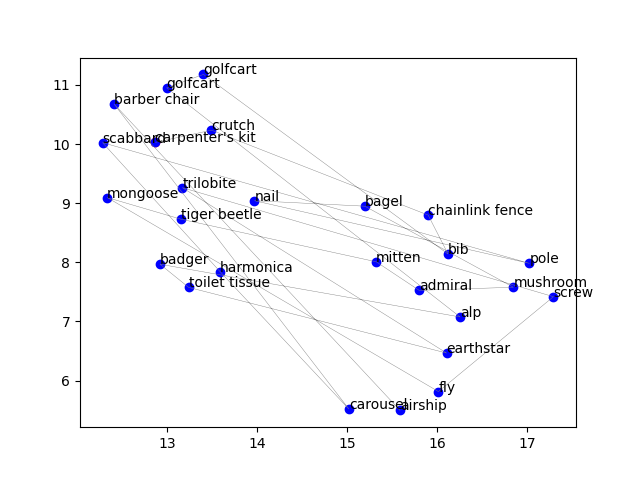 golfcart
golfcart
barber chair
crutch
scabbard
carpenter's kit
trilobite
mongoose
nail
bagel
chainlink fence
tiger beetle
bib
badger
harmonica
mitten
pole
toilet tissue
admiral
mushroom
screw
alp
earthstar
fly
carousel
airship
11
10
9
8
7
6
13
14
15
16
17